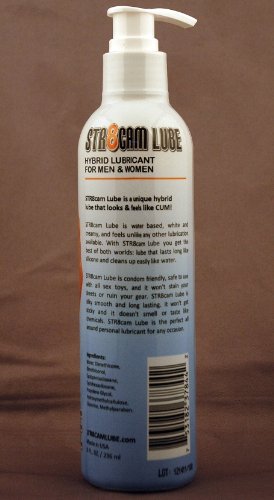 STR8CAM LUBE
HYBRID LUBRICANT
FOR MEN & WOMEN
STR8cam Lube is a unique hybrid
lube that looks & feels like CUM!
STR8cam Lube is water based, white and
creamy, and feels unlike any other lubrication
available. With STR8cam lube you get the
best of both worlds: lube that lasts long like
silicone and cleans up easily like water.
STR8cam Lube is condom friendly, safe to use
with all sex toys, and it won't stain your
sheets or ruin your gear. STR8cam Lube is
silky smooth and long lasting. It won't get
sticky and it doesn't smell or taste like
chemicals. STR8cam Lube is the perfect all
around personal lubricant for any occasion.
Ingredients:
Water, Dimethicone,
Propylene Glycol,
STR8CAMLUBE.com
Made in USA
8 FL. OZ / 236 ml
LOT: